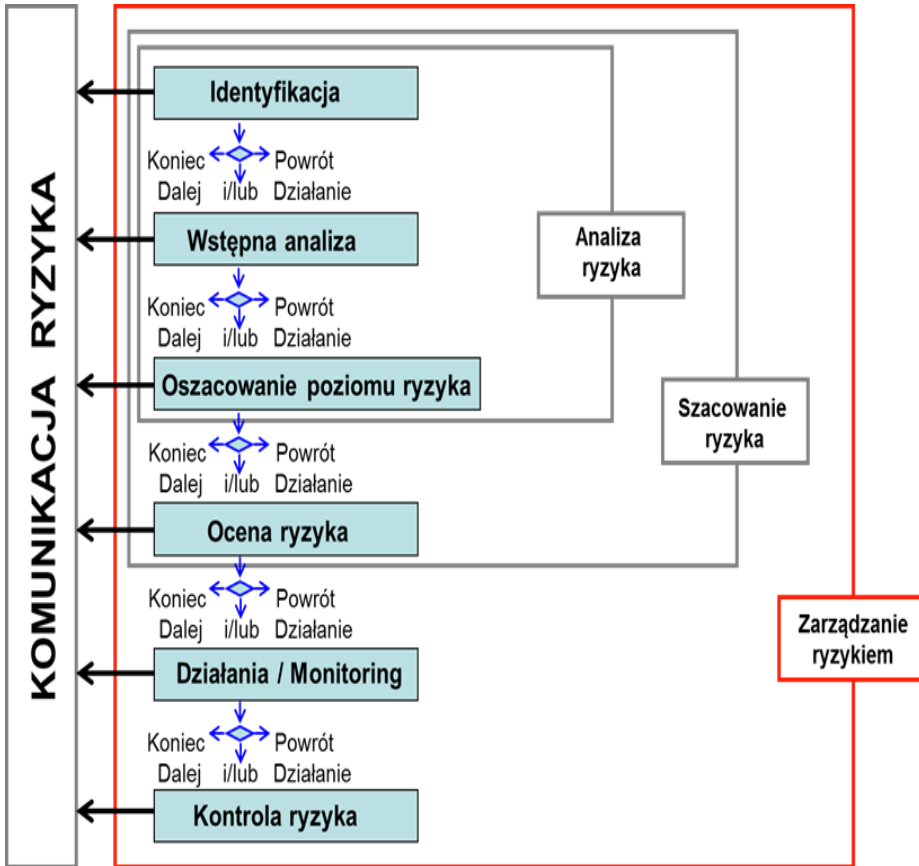 KOMUNIKACJA RYZYKA
Identyfikacja
Koniec Powrót
Dalej i/lub Działanie
Wstępna analiza
Analiza
ryzyka
Koniec Powrót
Dalej i/lub Działanie
Oszacowanie poziomu ryzyka
Szacowanie
ryzyka
Koniec Powrót
Dalej i/lub Działanie
Ocena ryzyka
Koniec Powrót
Dalej i/lub Działanie
Zarządzanie
ryzykiem
Działania / Monitoring
Koniec Powrót
Dalej i/lub Działanie
Kontrola ryzyka